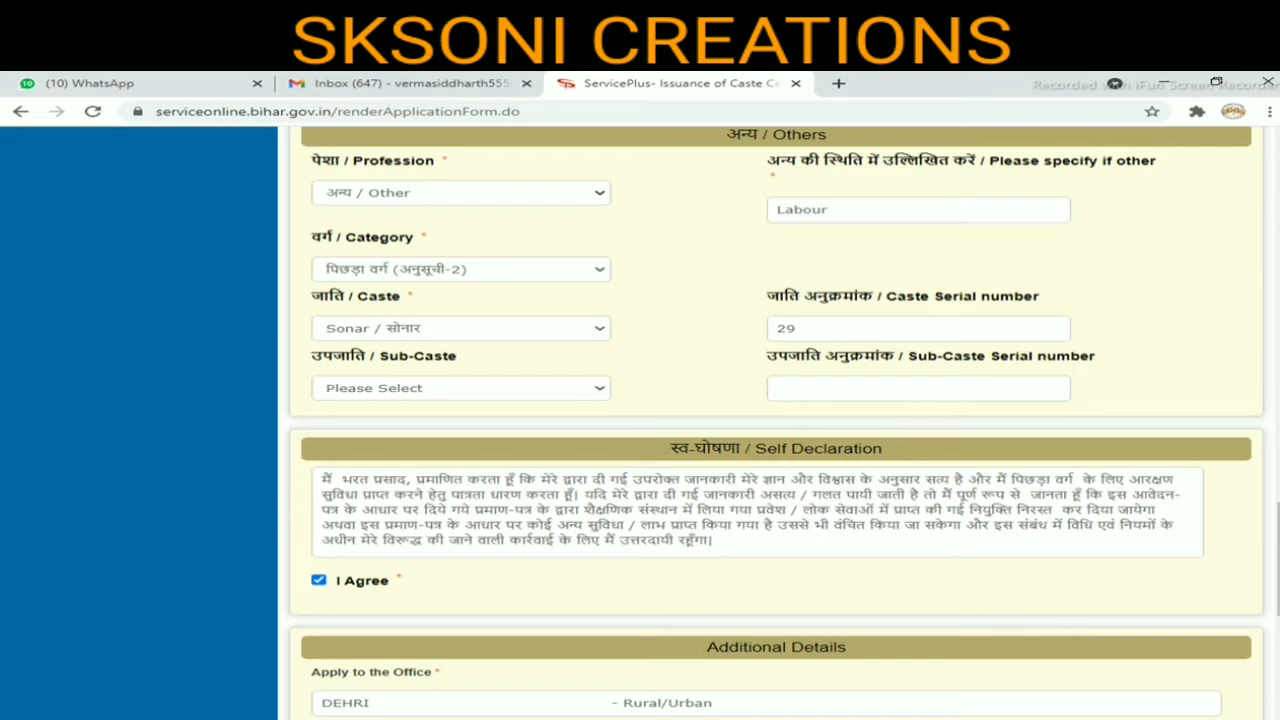 SKSONI CREATIONS
(10) WhatsApp
Inbox (647) - vermasiddharth555
ServicePlus- Issuance of Caste Ce
Recorded with iFun Screen Recorder
serviceonline.bihar.gov.in/renderApplicationForm.do
अन्य / Others
पेशा / Profession *
अन्य की स्थिति में उल्लिखित करें / Please specify if other
*
अन्य / Other
Labour
वर्ग / Category *
पिछड़ा वर्ग (अनुसूची-2)
जाति / Caste *
जाति अनुक्रमांक / Caste Serial number
Sonar / सोनार
29
उपजाति / Sub-Caste
उपजाति अनुक्रमांक / Sub-Caste Serial number
Please Select
स्व-घोषणा / Self Declaration
मैं भरत प्रसाद, प्रमाणित करता हूँ कि मेरे द्वारा दी गई उपरोक्त जानकारी मेरे ज्ञान और विश्वास के अनुसार सत्य है और मैं पिछड़ा वर्ग के लिए आरक्षण
सुविधा प्राप्त करने हेतु पात्रता धारण करता हूँ। यदि मेरे द्वारा दी गई जानकारी असत्य / गलत पायी जाती है तो मैं पूर्ण रूप से जानता हूँ कि इस आवेदन-
पत्र के आधार पर दिये गये प्रमाण-पत्र के द्वारा शैक्षणिक संस्थान में लिया गया प्रवेश / लोक सेवाओं में प्राप्त की गई नियुक्ति निरस्त कर दिया जायेगा
अथवा इस प्रमाण-पत्र के आधार पर कोई अन्य सुविधा / लाभ प्राप्त किया गया है उससे भी वंचित किया जा सकेगा और इस संबंध में विधि एवं नियमों के
अधीन मेरे विरूद्ध की जाने वाली कार्रवाई के लिए मैं उत्तरदायी रहूँगा।
I Agree *
Additional Details
Apply to the Office *
DEHRI - Rural/Urban